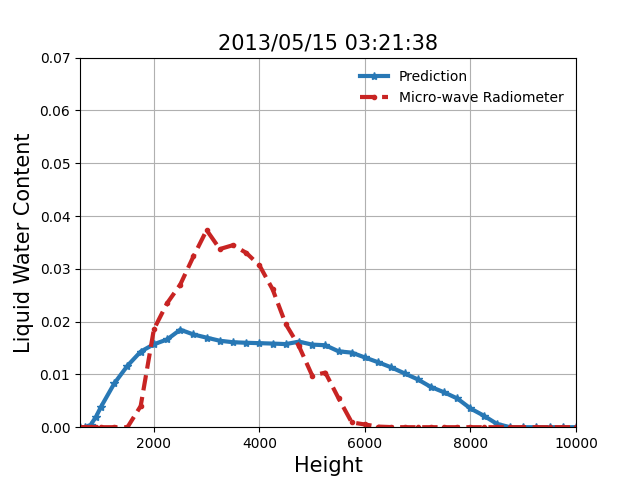 2013/05/15 03:21:38
0.07
0.06
0.05
0.04
0.03
0.02
0.01
0.00
Liquid Water Content
Prediction
Micro-wave Radiometer
2000 4000 6000 8000 10000
Height